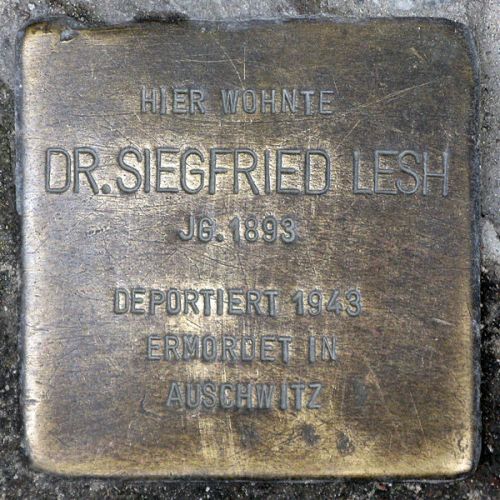 HIER WOHNTE
DR. SIEGFRIED LESH
JG. 1893
DEPORTIERT 1943
ERMORDET IN
AUSCHWITZ